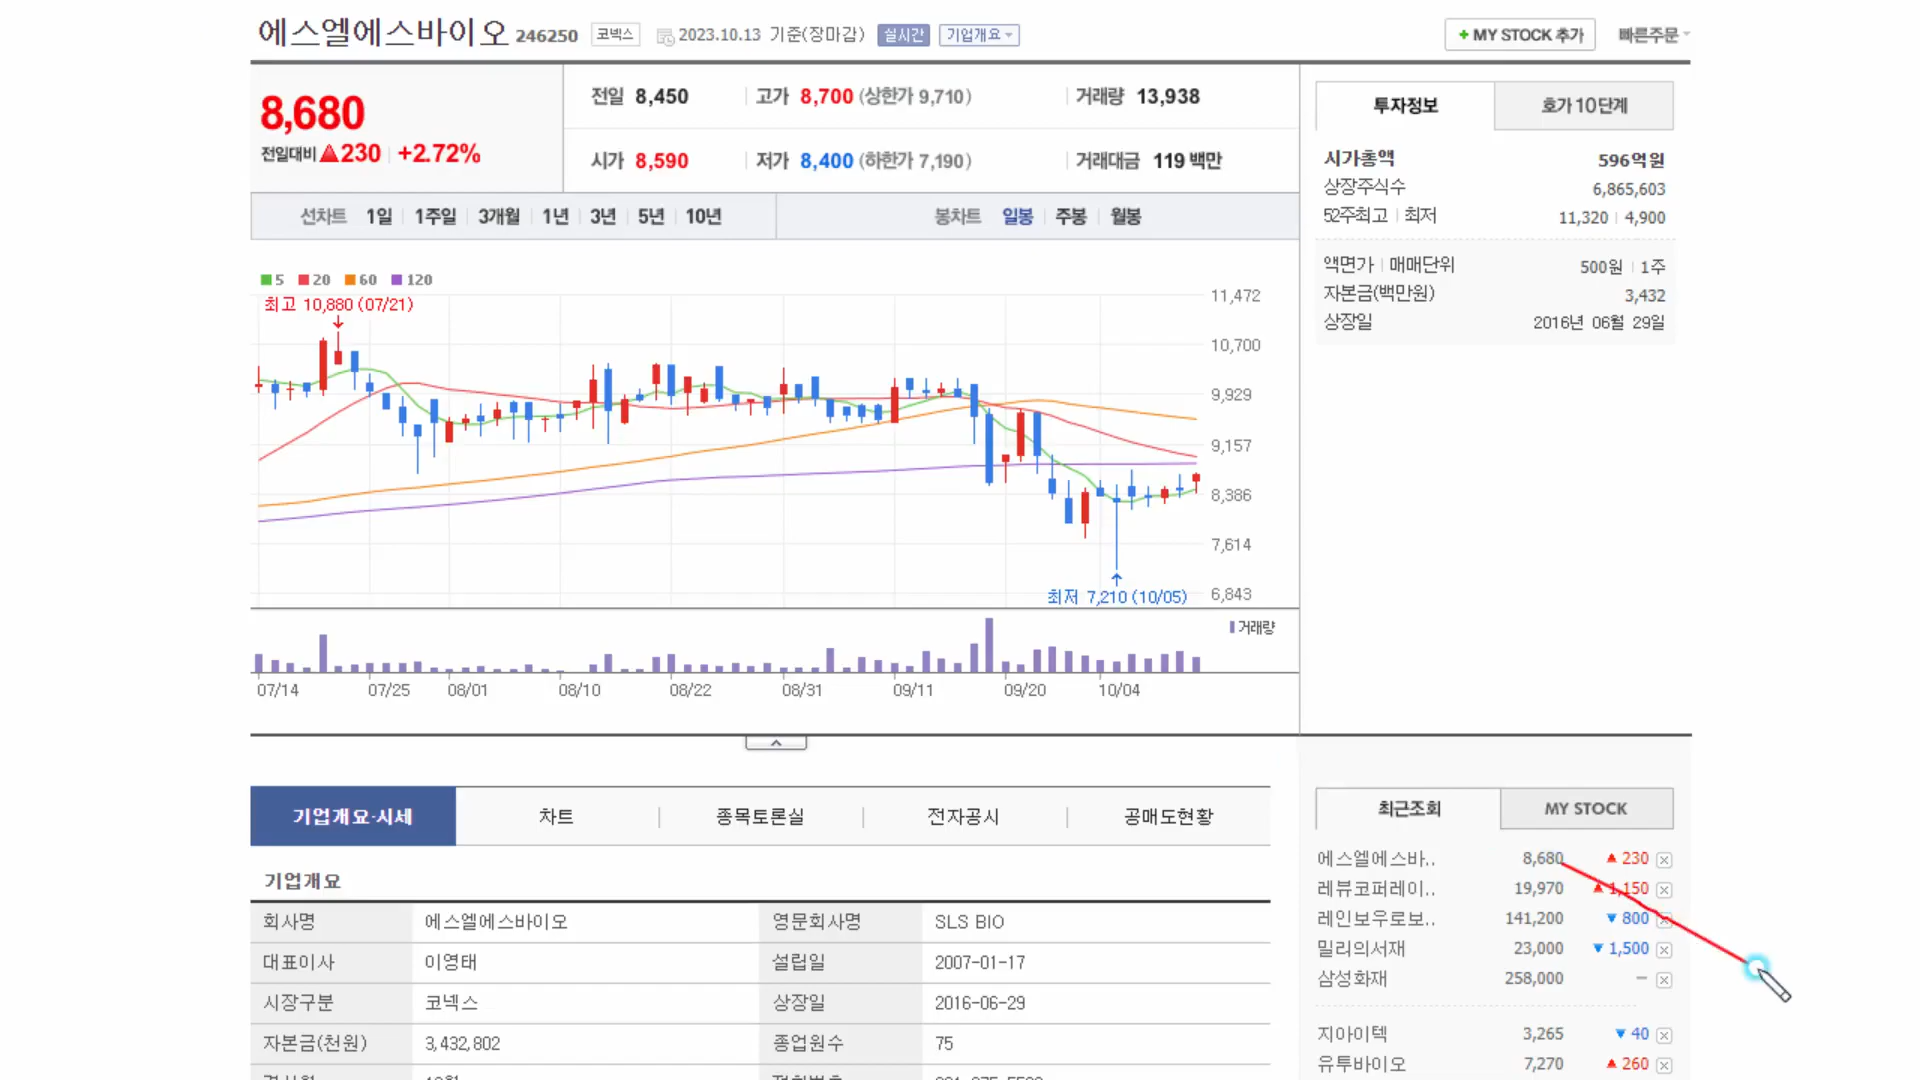 에스엘에스바이오 246250 코넥스 2023.10.13 기준(장마감) 실시간 기업개요
+ MY STOCK 추가 빠른주문
8,680
전일대비 ▲230 +2.72%
전일 8,450 고가 8,700 (상한가 9,710) 거래량 13,938
시가 8,590 저가 8,400 (하한가 7,190) 거래대금 119 백만
투자정보 호가 10단계
시가총액 596억원
상장주식수 6,865,603
52주최고 최저 11,320 4,900
액면가 매매단위 500원 1주
자본금(백만원) 3,432
상장일 2016년 06월 29일
선차트 1일 1주일 3개월 1년 3년 5년 10년 봉차트 일봉 주봉 월봉
5 20 60 120
최고 10,880 (07/21)
11,472
10,700
9,929
9,157
8,386
7,614
6,843
최저 7,210 (10/05)
거래량
07/14 07/25 08/01 08/10 08/22 08/31 09/11 09/20 10/04
기업개요·시세 차트 종목토론실 전자공시 공매도현황
기업개요
회사명 에스엘에스바이오 영문회사명 SLS BIO
대표이사 이영태 설립일 2007-01-17
시장구분 코넥스 상장일 2016-06-29
자본금(천원) 3,432,802 종업원수 75
최근조회 MY STOCK
에스엘에스바.. 8,680 ▲ 230
레뷰코퍼레이.. 19,970 ▲ 1,150
레인보우로보.. 141,200 ▼ 800
밀리의서재 23,000 ▼ 1,500
삼성화재 258,000 –
지아이텍 3,265 ▼ 40
유투바이오 7,270 ▲ 260